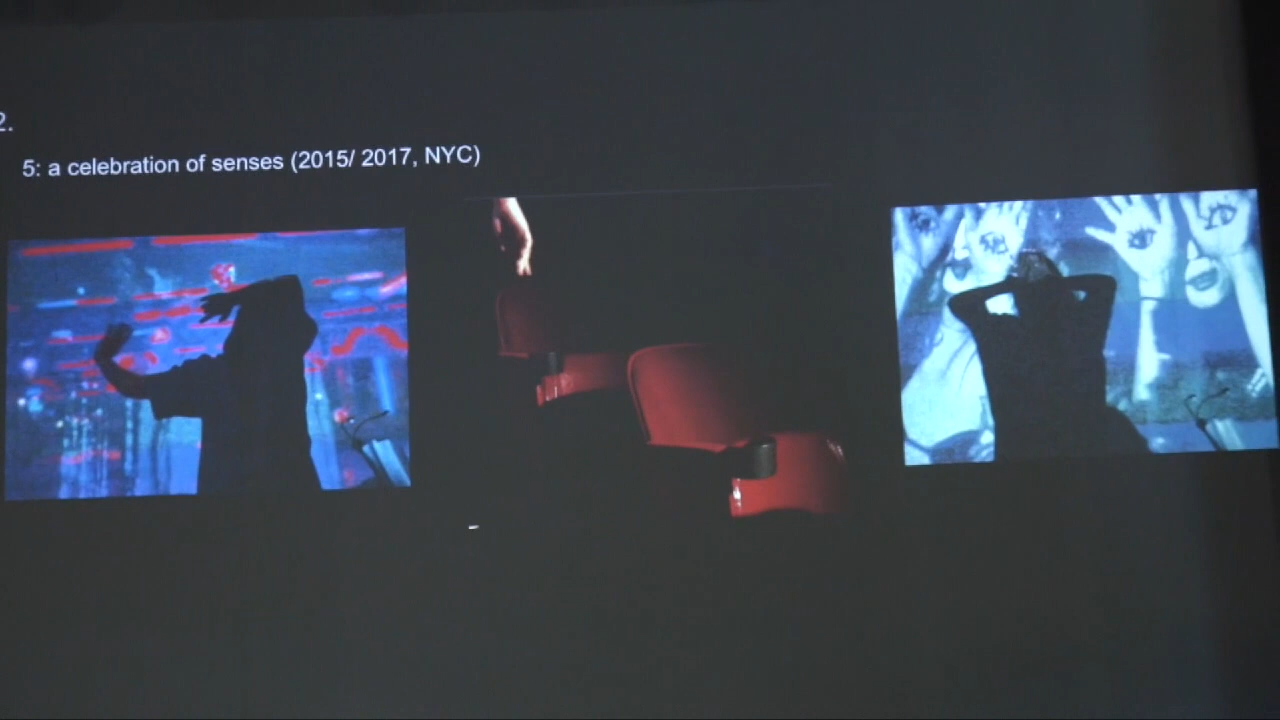 2.
5: a celebration of senses (2015/ 2017, NYC)